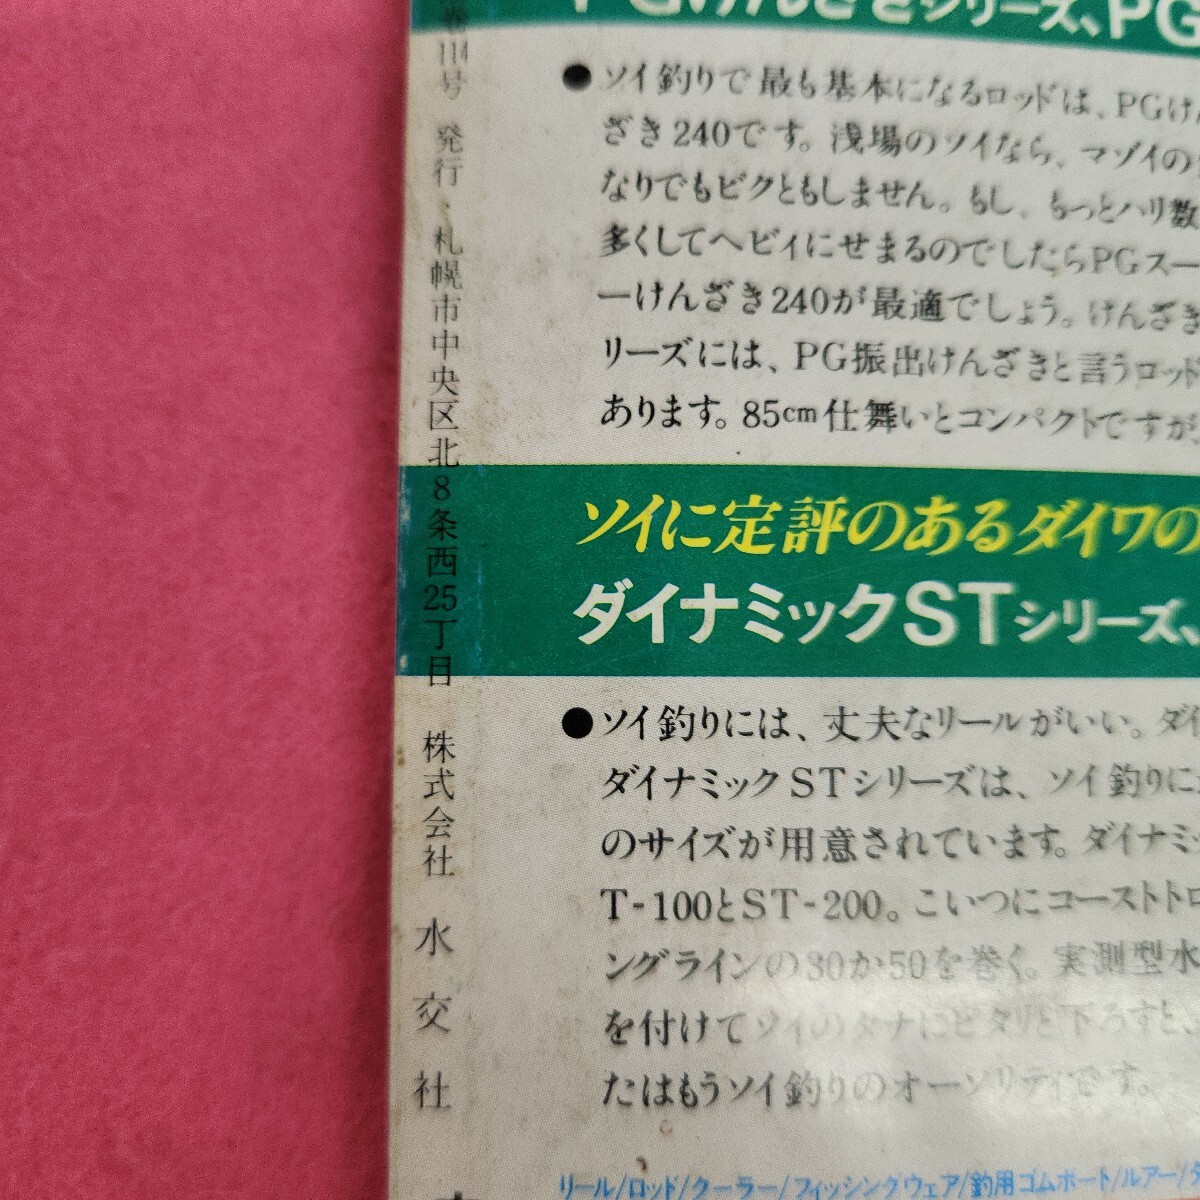 巻114号 発行・札幌市中央区北8条西25丁目 株式会社 水交社
PGけんざきシリーズ、PG
●ソイ釣りで最も基本になるロッドは、PGけん
ざき240です。浅場のソイなら、マゾイの
なりでもビクともしません。もし、もっとハリ数
多くしてヘビィにせまるのでしたらPGスー
ーけんざき240が最適でしょう。けんざき
リーズには、PG振出けんざきと言うロッド
あります。85cm仕舞いとコンパクトですが
ソイに定評のあるダイワの
ダイナミックSTシリーズ、
●ソイ釣りには、丈夫なリールがいい。ダイ
ダイナミックSTシリーズは、ソイ釣りに
のサイズが用意されています。ダイナミッ
T-100とST-200。こいつにコーストトロ
ングラインの30か50を巻く。実測型水
を付けてソイのタナにピタリと下ろすと、
たはもうソイ釣りのオーソリティです。
リール/ロッド/クーラー/フィッシングウェア/釣用ゴムボート/ルアー/